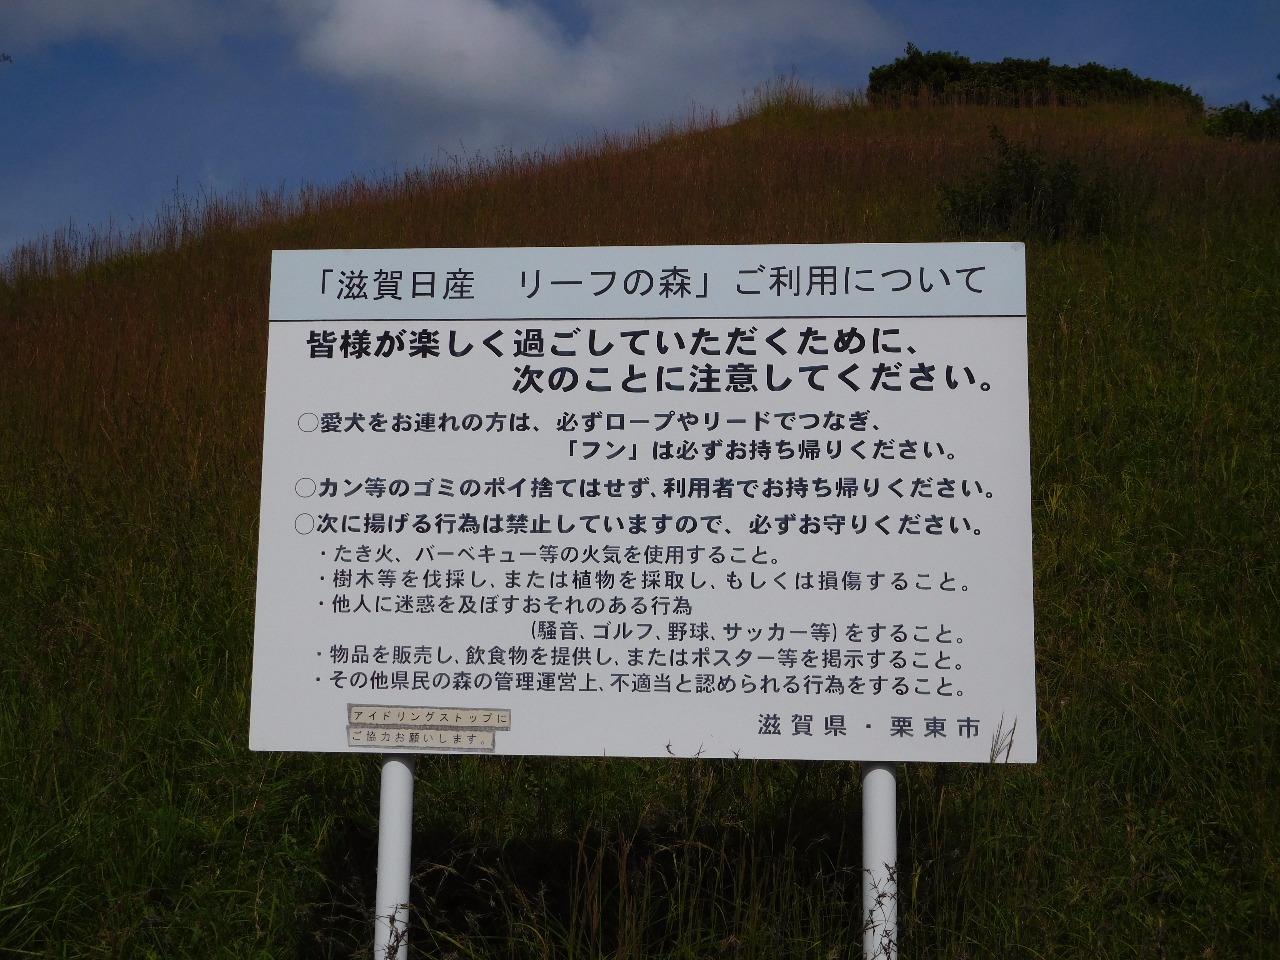 「滋賀日産　リーフの森」ご利用について
皆様が楽しく過ごしていただくために、
次のことに注意してください。
○愛犬をお連れの方は、必ずロープやリードでつなぎ、
「フン」は必ずお持ち帰りください。
○カン等のゴミのポイ捨てはせず、利用者でお持ち帰りください。
○次に揚げる行為は禁止していますので、必ずお守りください。
・たき火、バーベキュー等の火気を使用すること。
・樹木等を伐採し、または植物を採取し、もしくは損傷すること。
・他人に迷惑を及ぼすおそれのある行為
(騒音、ゴルフ、野球、サッカー等)をすること。
・物品を販売し、飲食物を提供し、またはポスター等を掲示すること。
・その他県民の森の管理運営上、不適当と認められる行為をすること。
アイドリングストップに
ご協力お願いします。
滋賀県・栗東市